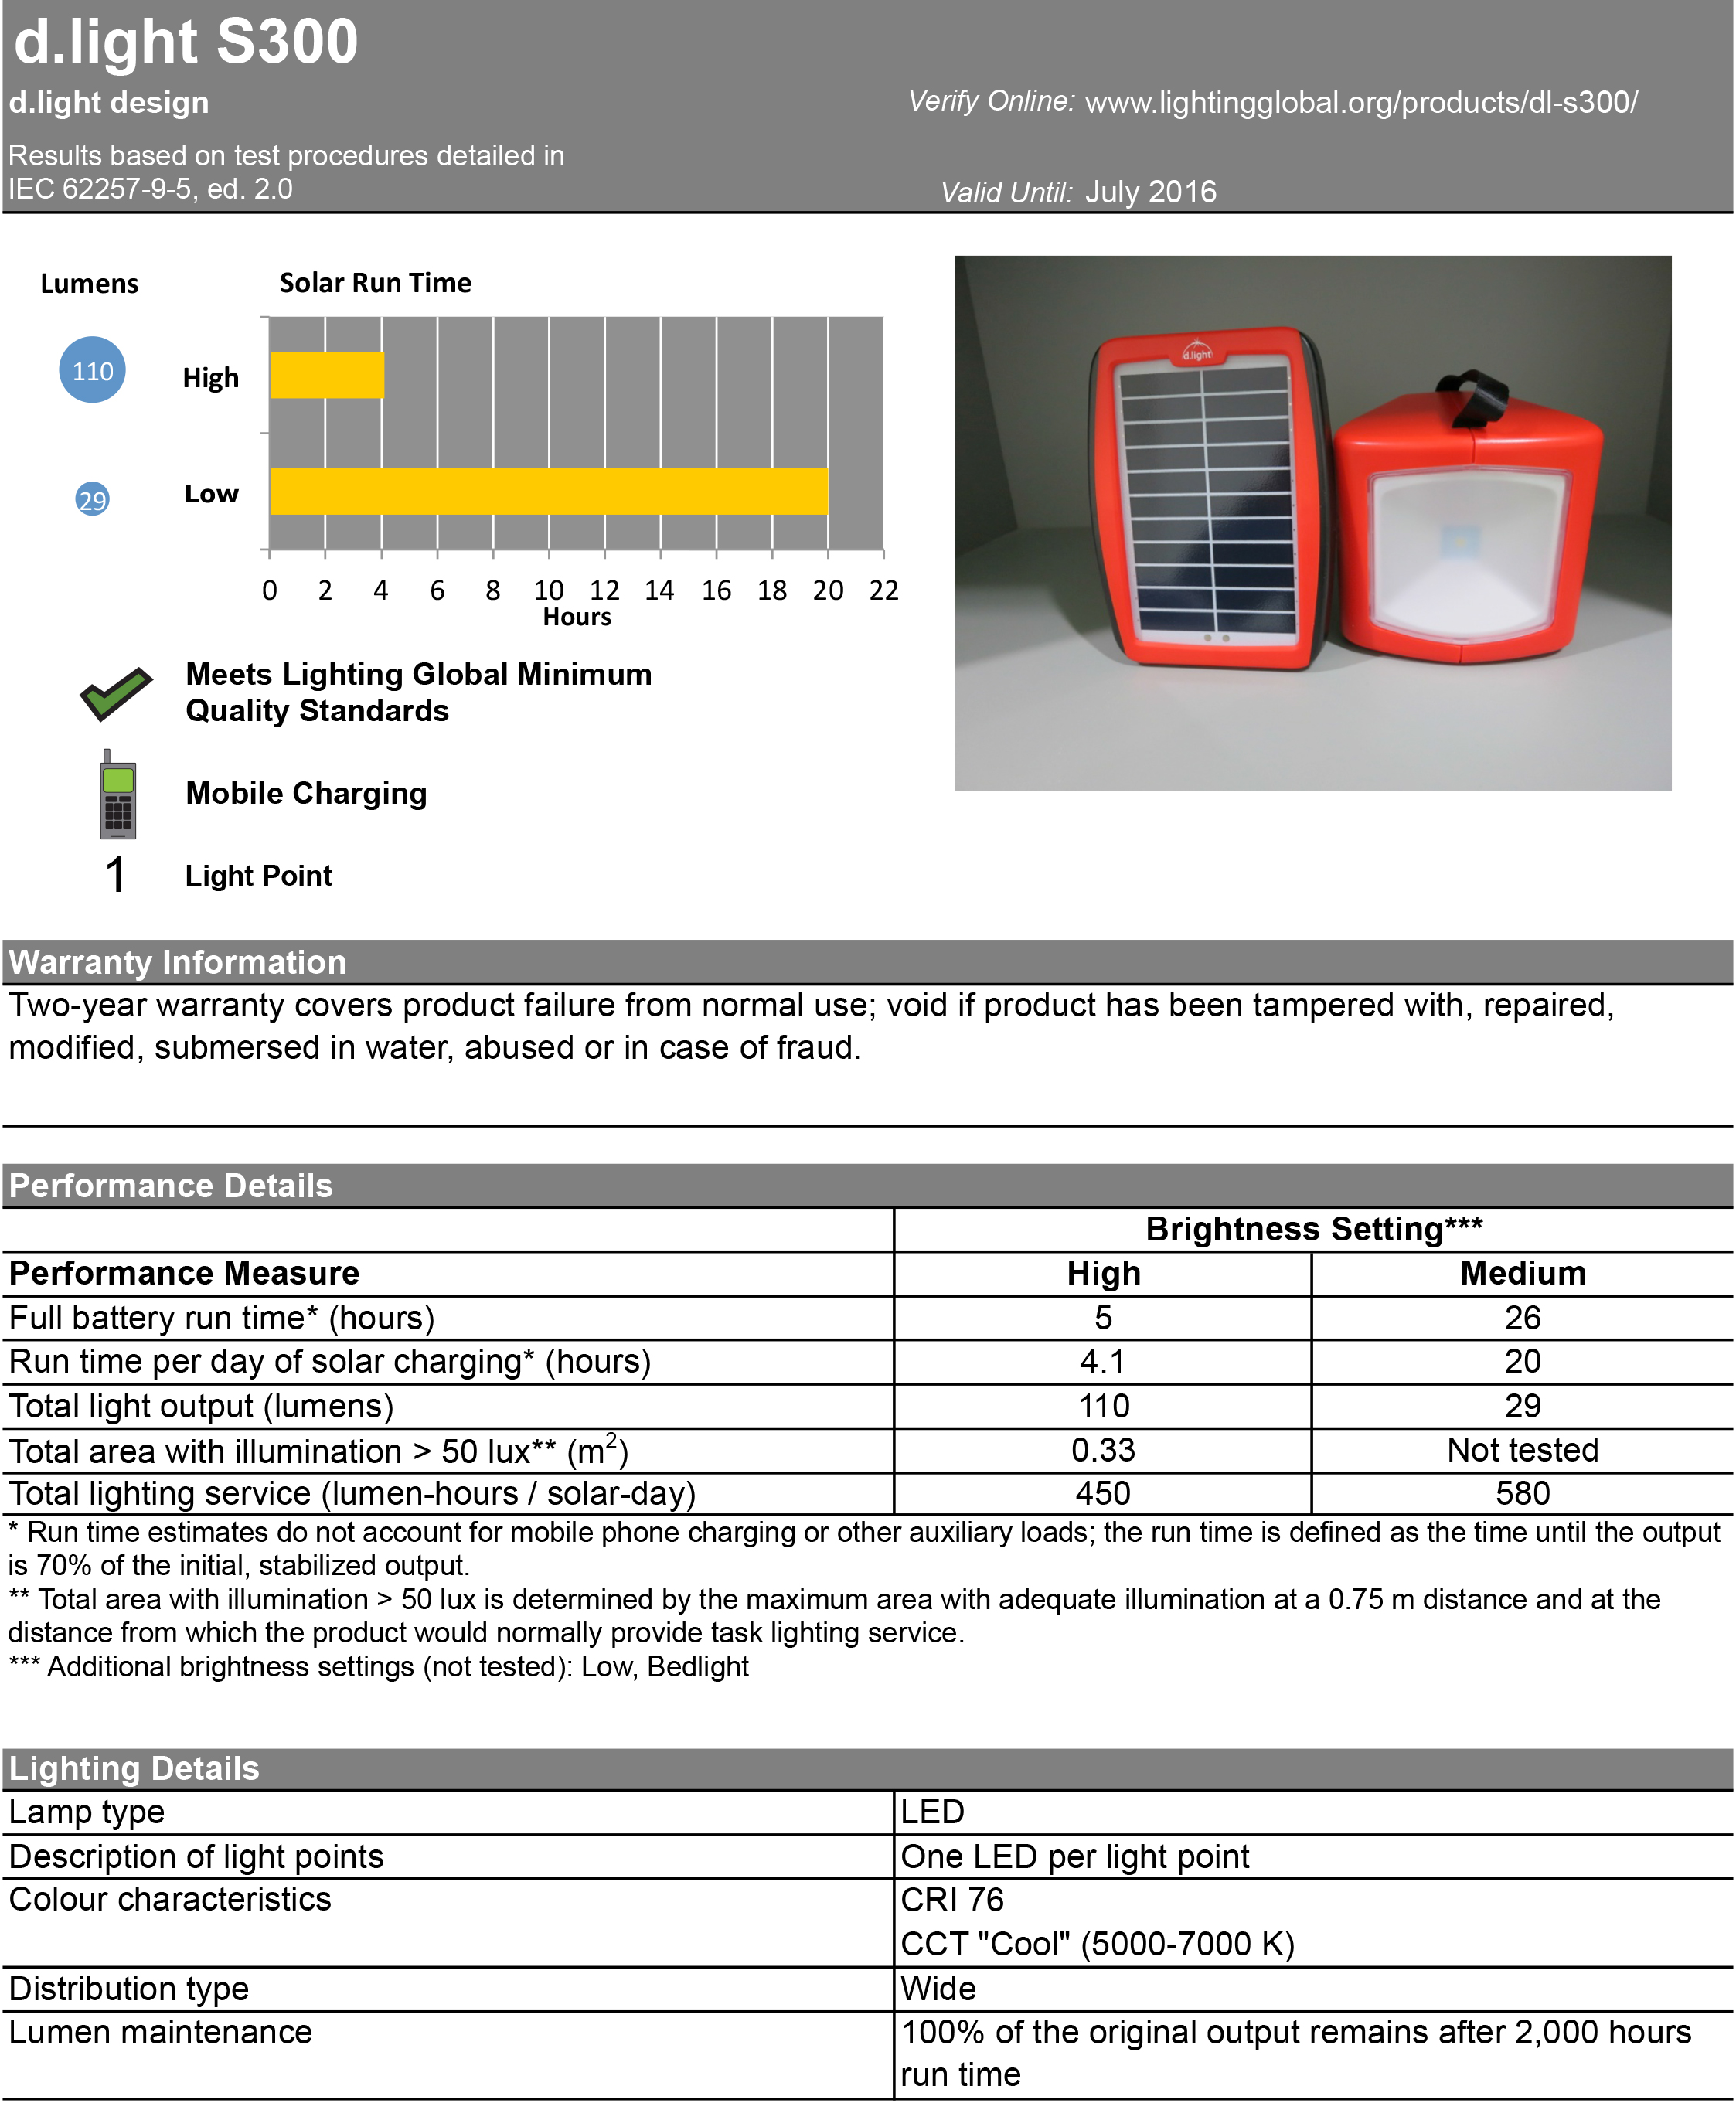 d.light S300
d.light design
Verify Online: www.lightingglobal.org/products/dl-s300/
Results based on test procedures detailed in
IEC 62257-9-5, ed. 2.0
Valid Until: July 2016
Lumens
Solar Run Time
110
High
29
Low
0 2 4 6 8 10 12 14 16 18 20 22
Hours
d.light
Meets Lighting Global Minimum
Quality Standards
Mobile Charging
1 Light Point
Warranty Information
Two-year warranty covers product failure from normal use; void if product has been tampered with, repaired,
modified, submersed in water, abused or in case of fraud.
Performance Details
Brightness Setting***
Performance Measure High Medium
Full battery run time* (hours) 5 26
Run time per day of solar charging* (hours) 4.1 20
Total light output (lumens) 110 29
Total area with illumination > 50 lux** (m²) 0.33 Not tested
Total lighting service (lumen-hours / solar-day) 450 580
* Run time estimates do not account for mobile phone charging or other auxiliary loads; the run time is defined as the time until the output
is 70% of the initial, stabilized output.
** Total area with illumination > 50 lux is determined by the maximum area with adequate illumination at a 0.75 m distance and at the
distance from which the product would normally provide task lighting service.
*** Additional brightness settings (not tested): Low, Bedlight
Lighting Details
Lamp type LED
Description of light points One LED per light point
Colour characteristics CRI 76
CCT "Cool" (5000-7000 K)
Distribution type Wide
Lumen maintenance 100% of the original output remains after 2,000 hours
run time